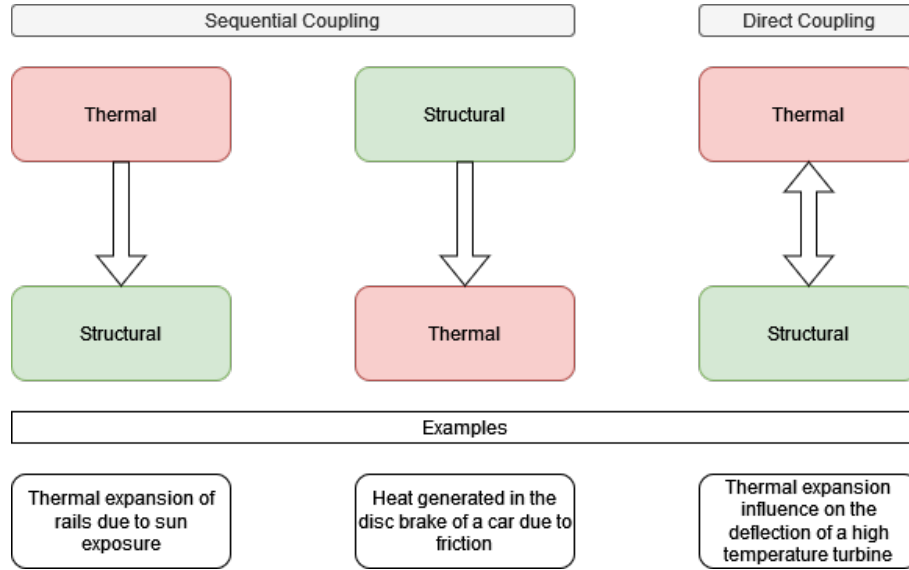 Sequential Coupling
Direct Coupling
Thermal
Structural
Thermal
Structural
Thermal
Structural
Examples
Thermal expansion of
rails due to sun
exposure
Heat generated in the
disc brake of a car due to
friction
Thermal expansion
influence on the
deflection of a high
temperature turbine